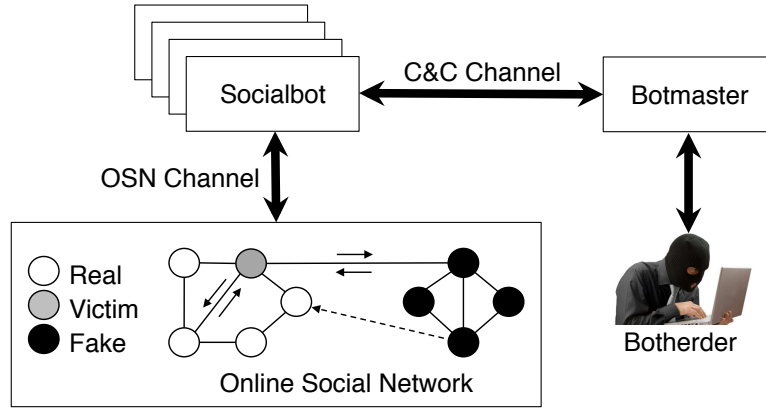 C&C Channel
Socialbot
Botmaster
OSN Channel
Real
Victim
Fake
Online Social Network
Botherder